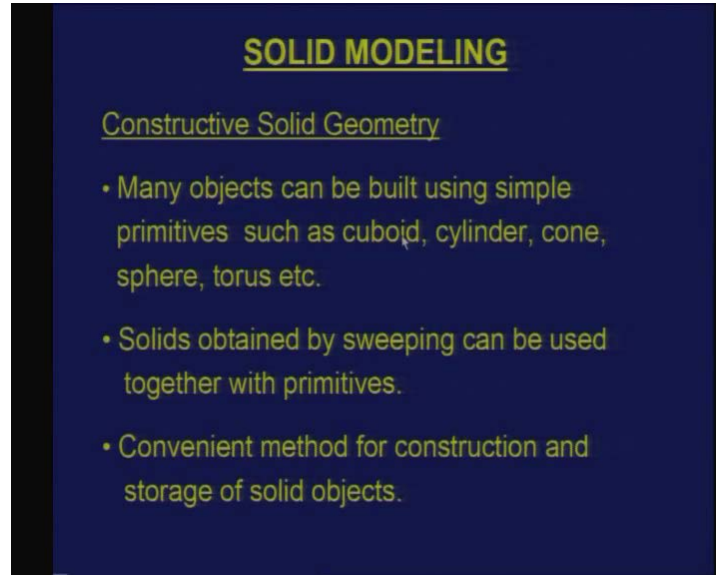 SOLID MODELING
Constructive Solid Geometry
• Many objects can be built using simple
primitives such as cuboid, cylinder, cone,
sphere, torus etc.
• Solids obtained by sweeping can be used
together with primitives.
• Convenient method for construction and
storage of solid objects.